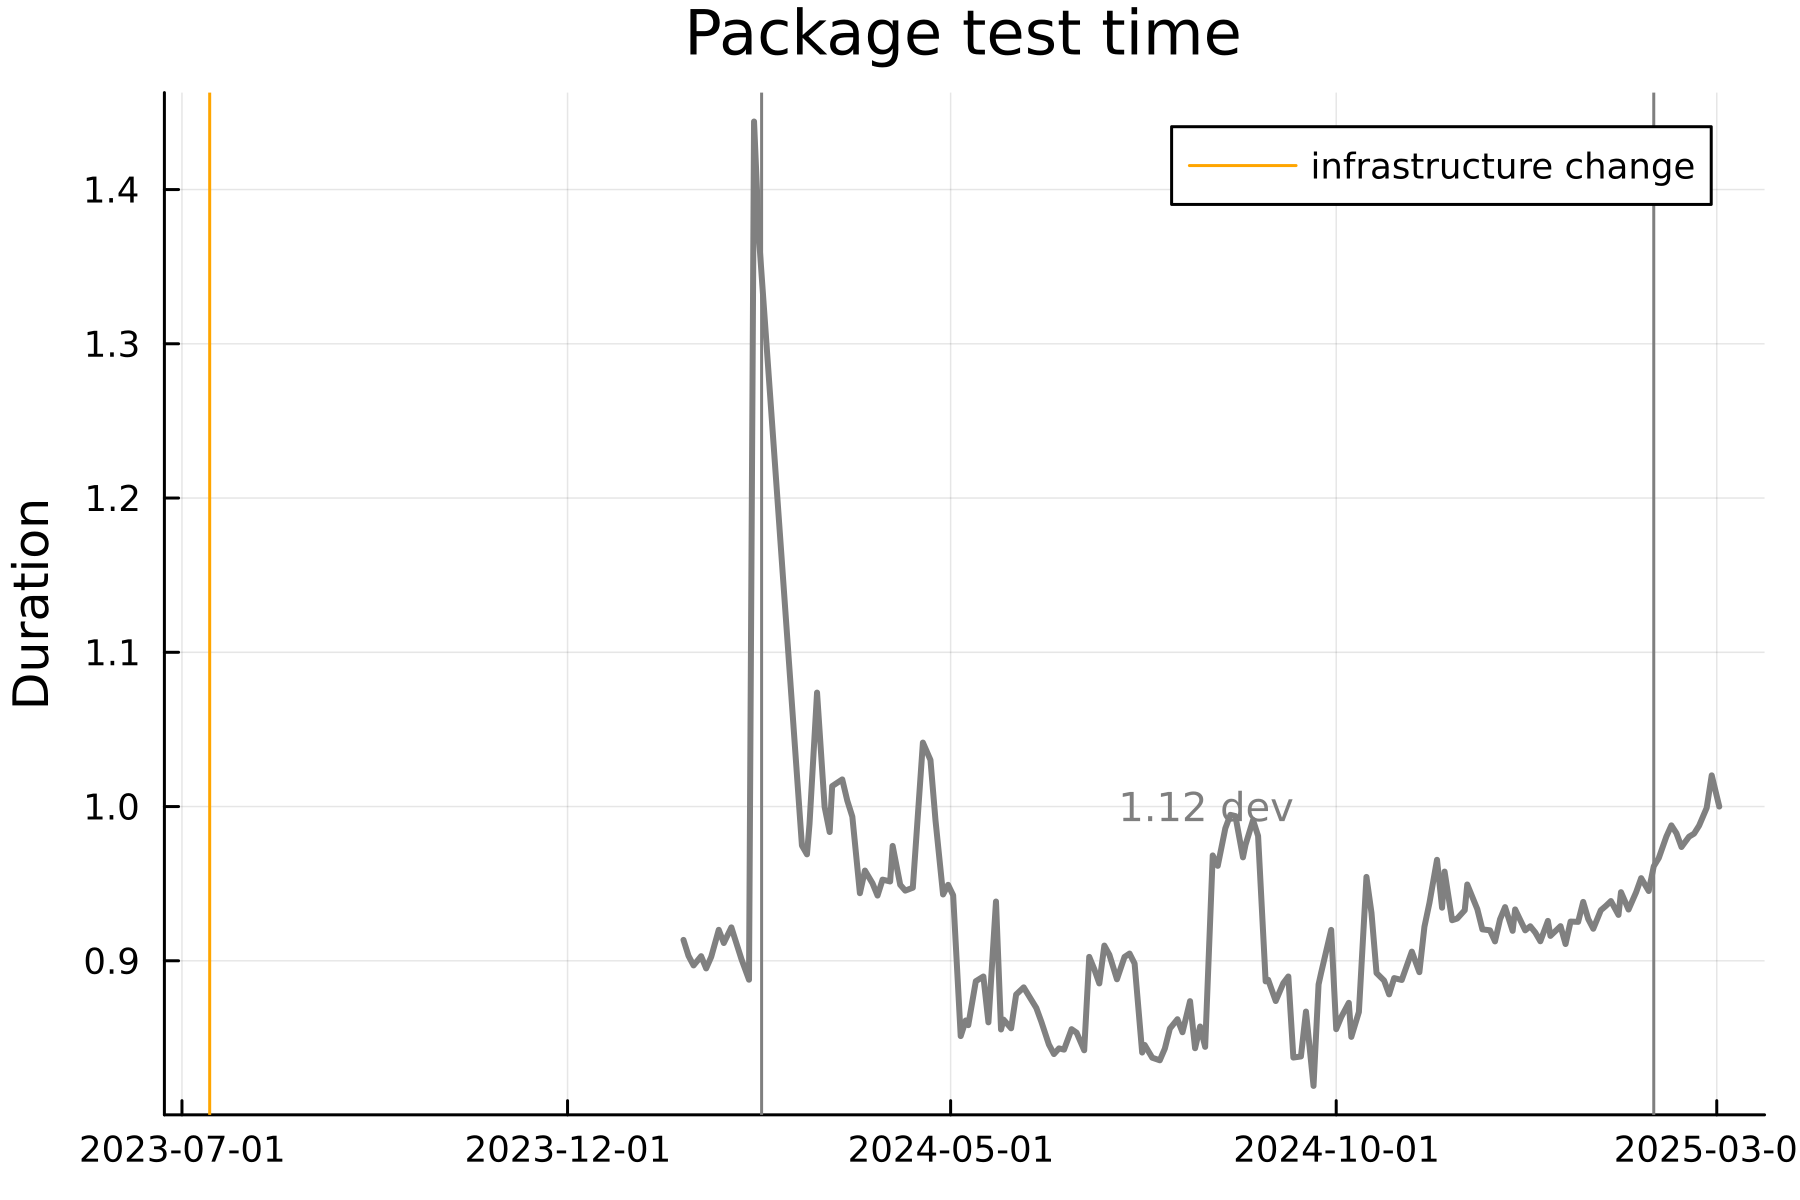 Package test time
infrastructure change
Duration
1.4
1.3
1.2
1.1
1.0
0.9
1.12 dev
2023-07-01
2023-12-01
2024-05-01
2024-10-01
2025-03-0